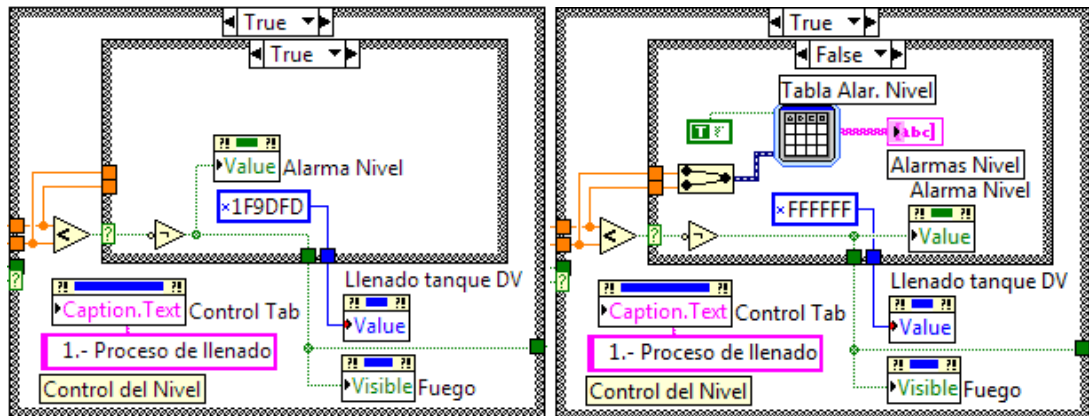 True
True
?! ?!
Value
Alarma Nivel
×1F9DFD
<
?
?
Llenado tanque DV
?! ?!
Value
?! ?!
Caption.Text
Control Tab
1.- Proceso de llenado
Control del Nivel
?! ?!
Visible
Fuego
True
False
Tabla Alar. Nivel
A B C D
T F
abc
Alarmas Nivel
Alarma Nivel
?! ?!
Value
×FFFFFF
<
?
?
Llenado tanque DV
?! ?!
Value
?! ?!
Caption.Text
Control Tab
1.- Proceso de llenado
Control del Nivel
?! ?!
Visible
Fuego